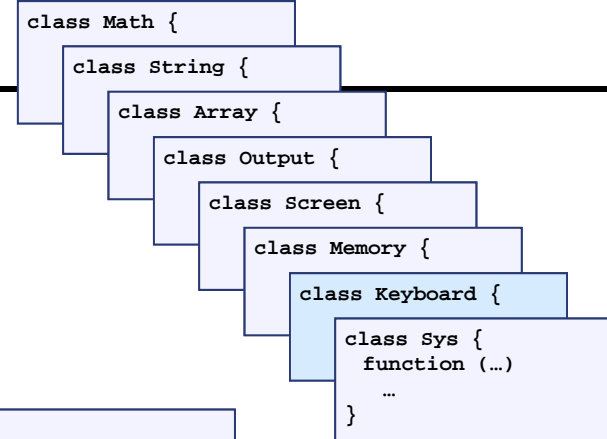 class Math {
class String {
class Array {
class Output {
class Screen {
class Memory {
class Keyboard {
class Sys {
function (…)
…
}